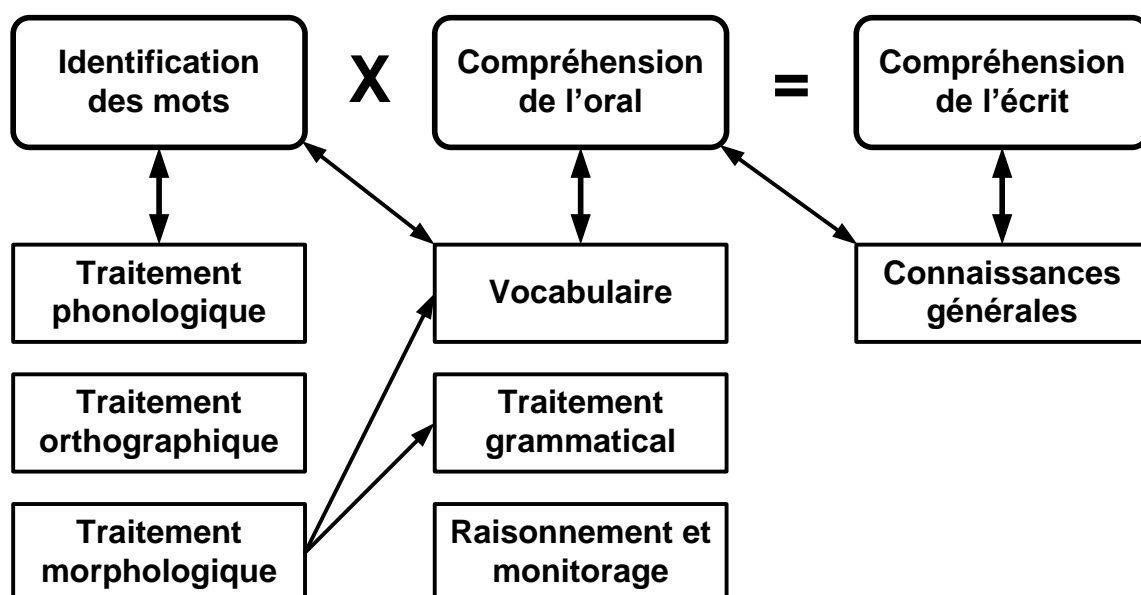 Identification
des mots
X
Compréhension
de l’oral
=
Compréhension
de l’écrit
Traitement
phonologique
Vocabulaire
Connaissances
générales
Traitement
orthographique
Traitement
grammatical
Traitement
morphologique
Raisonnement et
monitorage